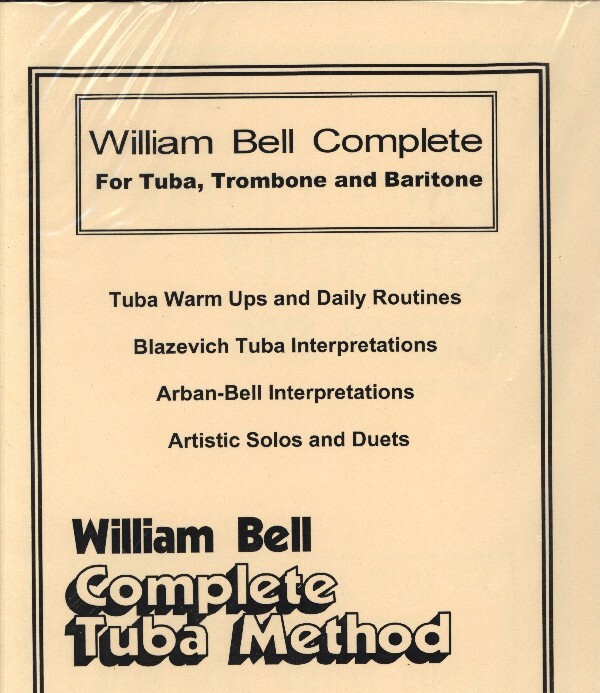 William Bell Complete
For Tuba, Trombone and Baritone
Tuba Warm Ups and Daily Routines
Blazevich Tuba Interpretations
Arban-Bell Interpretations
Artistic Solos and Duets
William Bell
Complete
Tuba Method